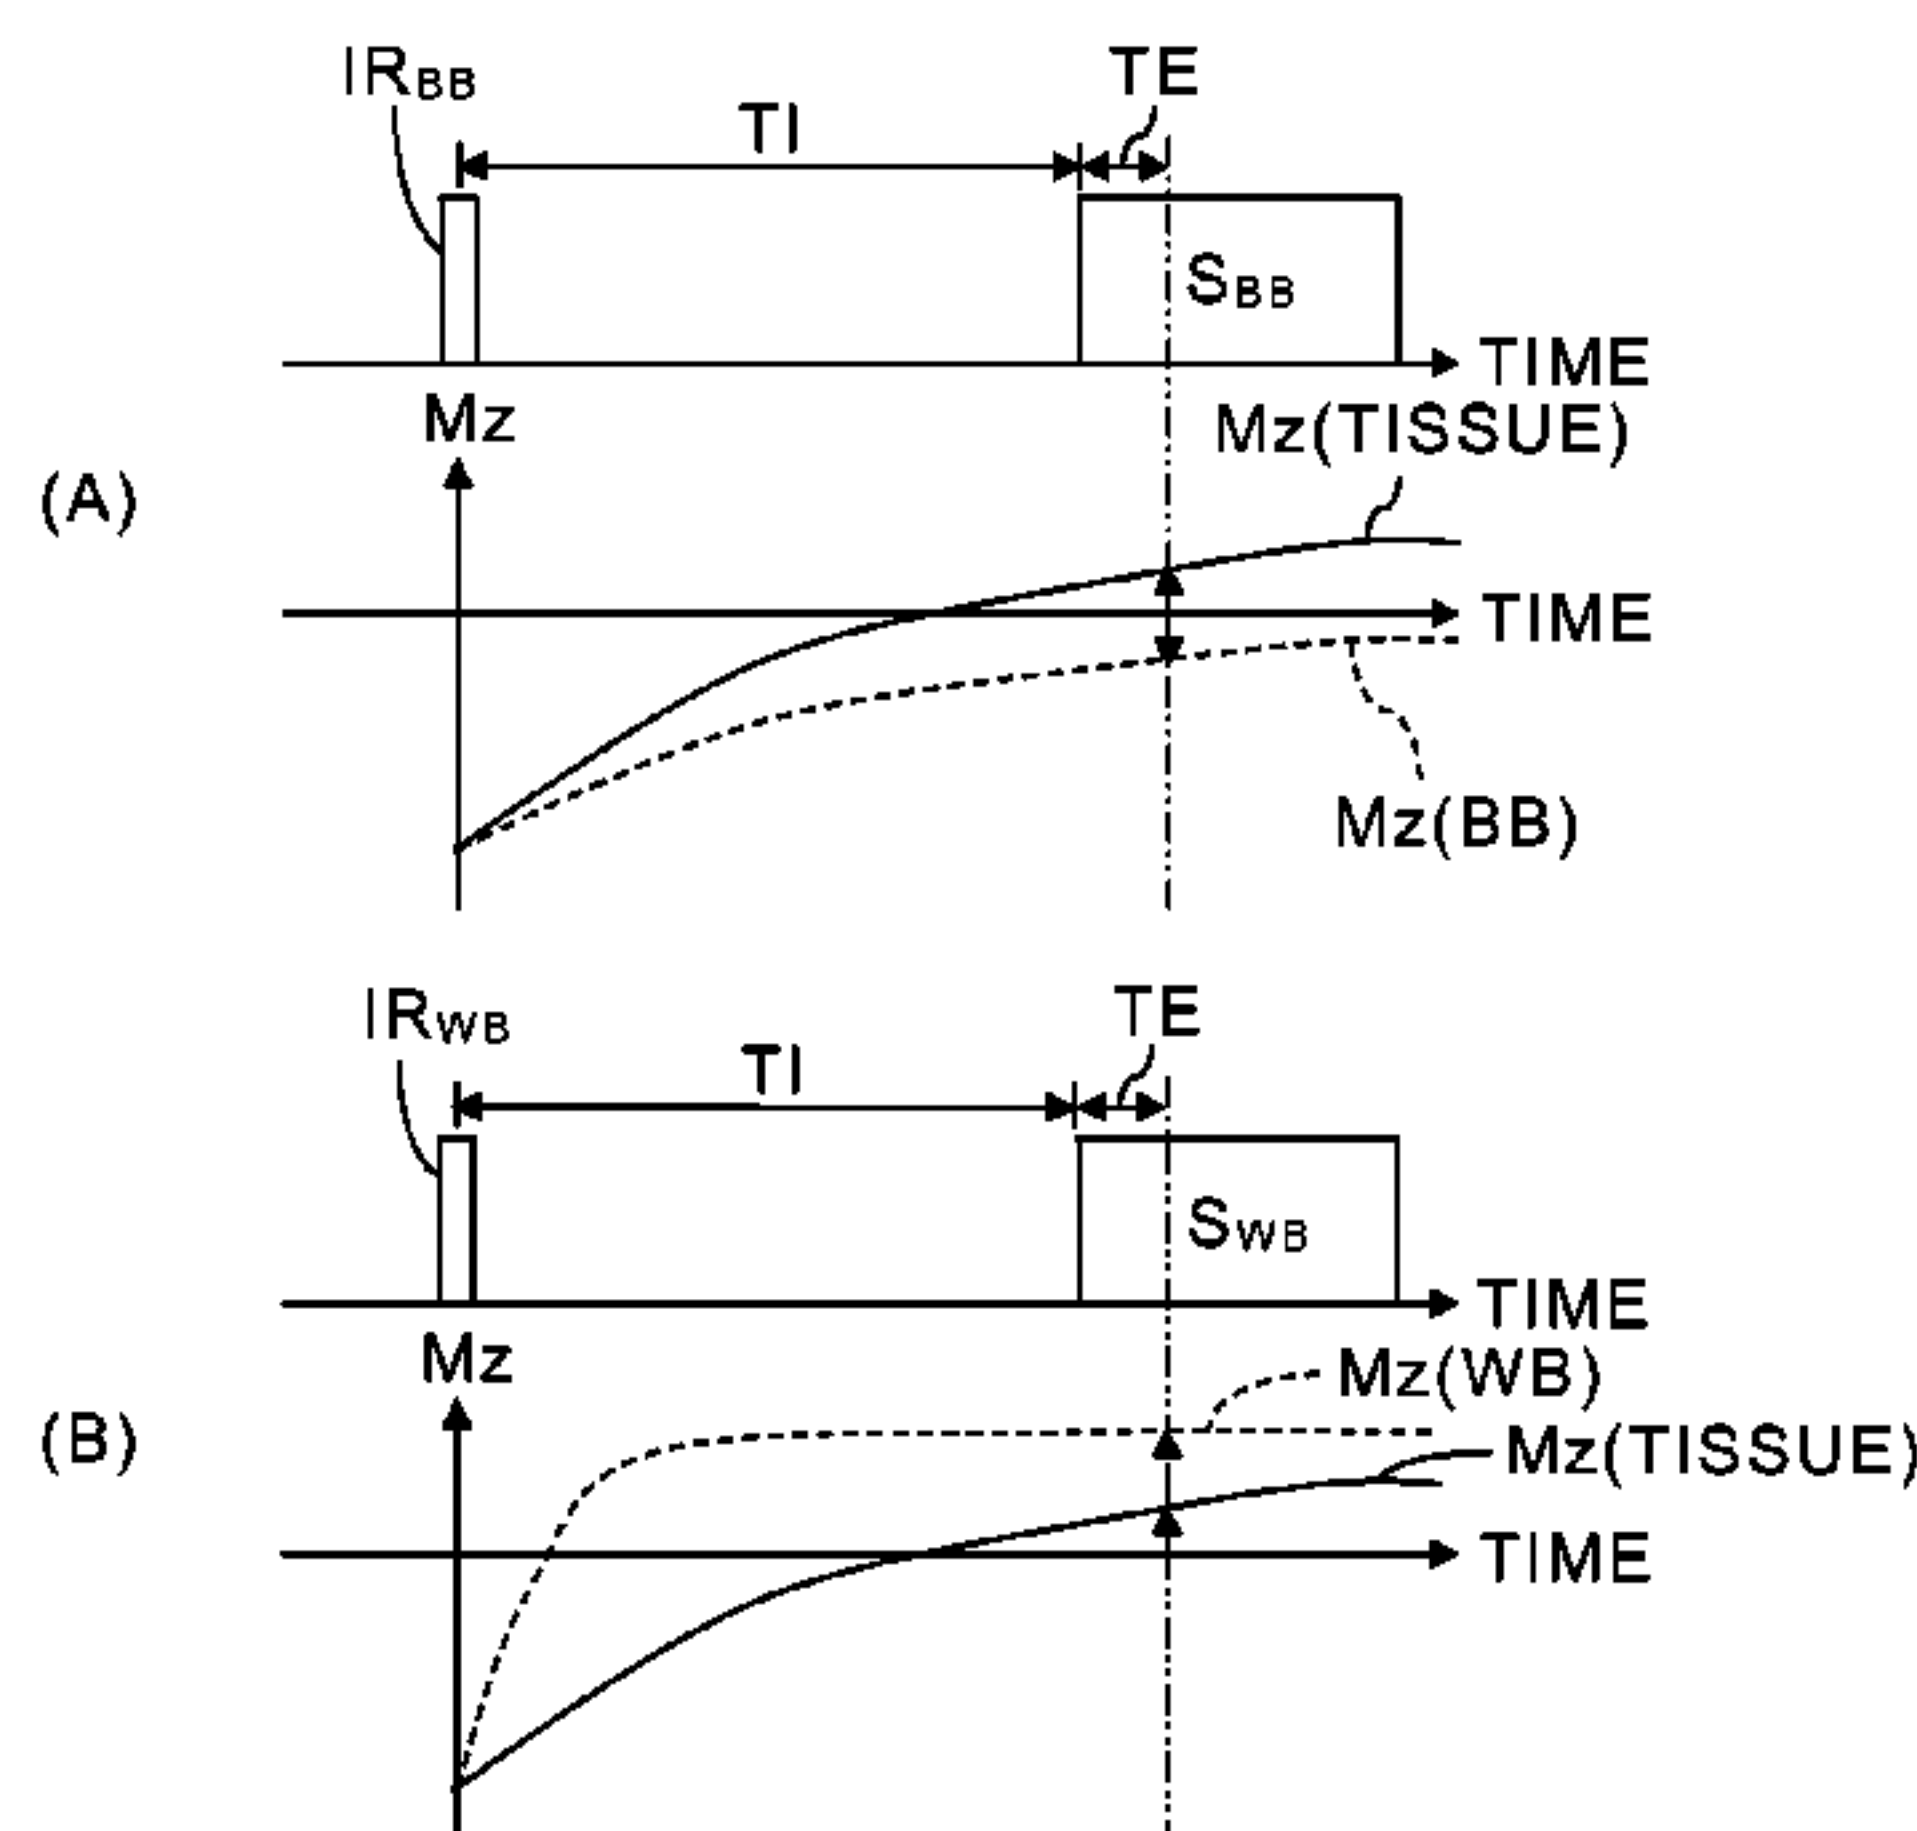 IRBB
TE
TI
SBB
TIME
Mz
Mz(TISSUE)
(A)
TIME
Mz(BB)
IRWB
TE
TI
SWB
TIME
Mz
Mz(WB)
(B)
Mz(TISSUE)
TIME